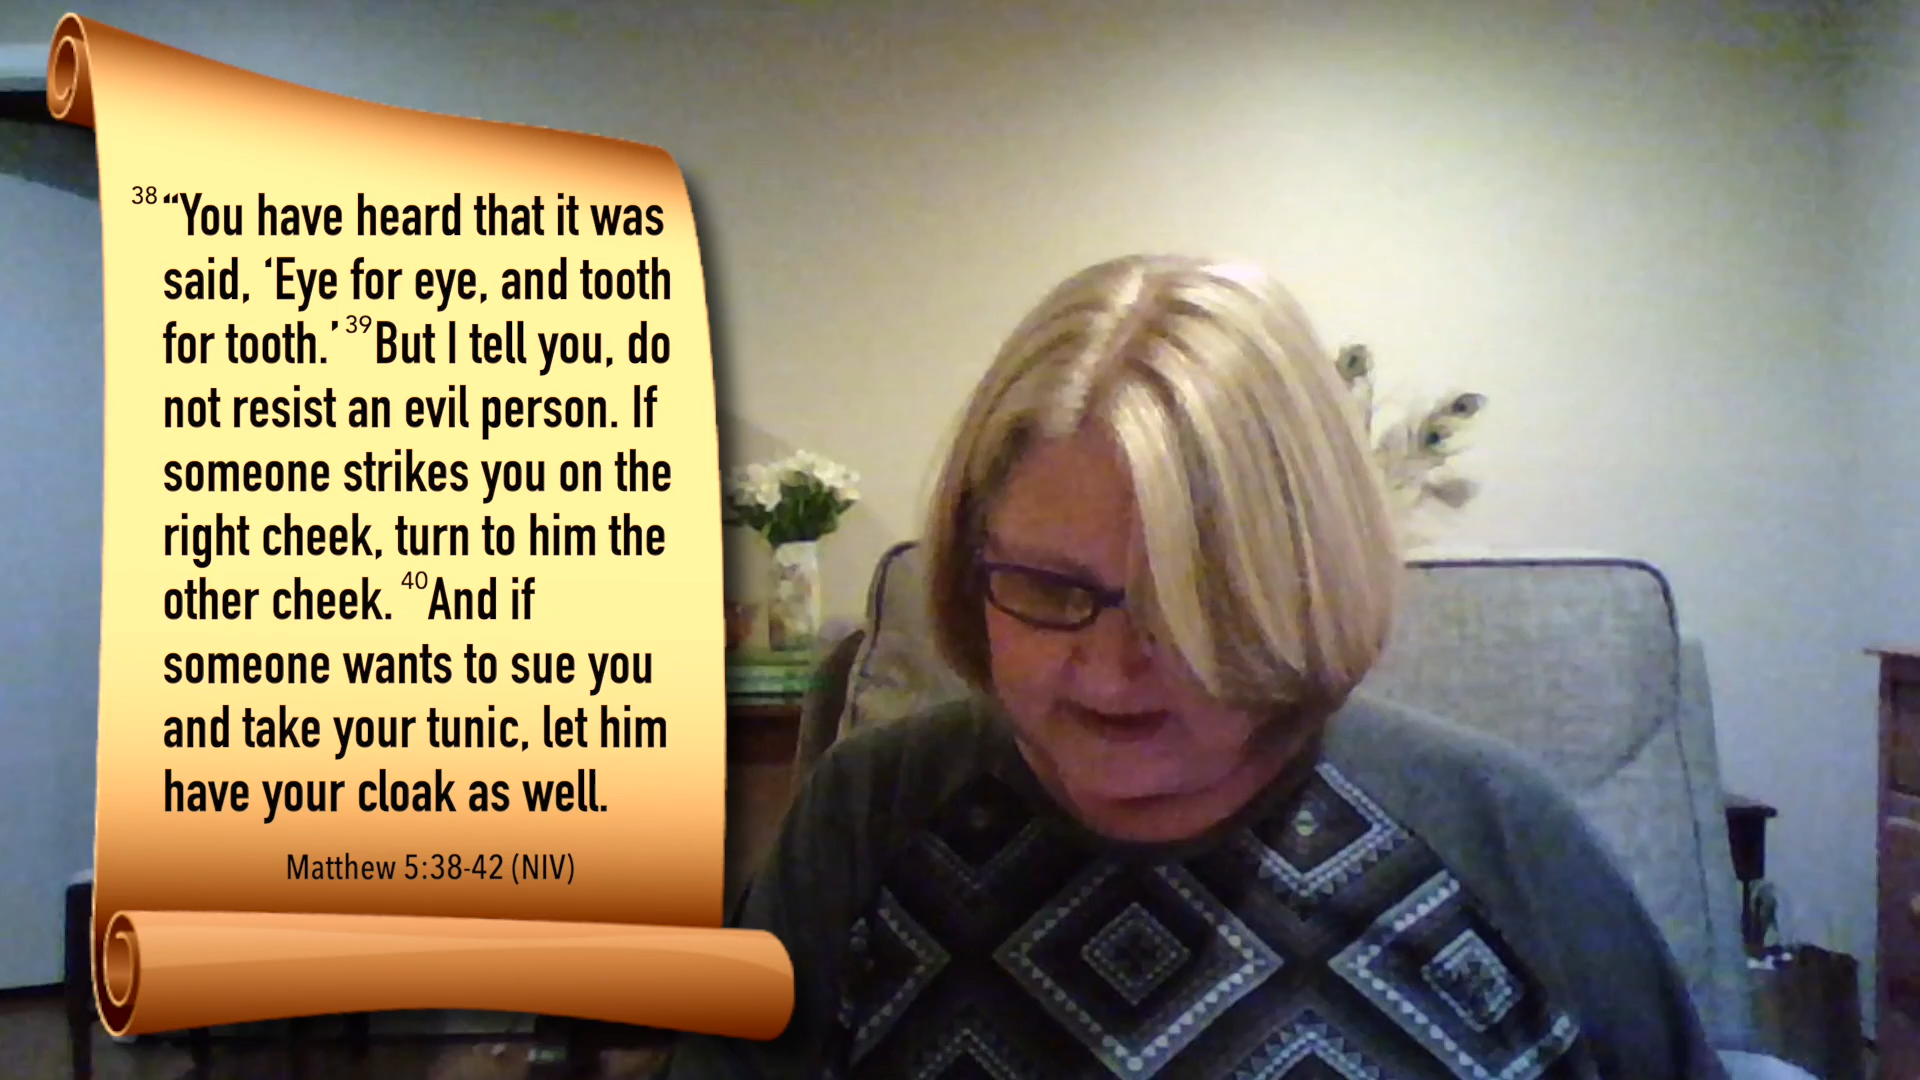 38 “You have heard that it was
said, ‘Eye for eye, and tooth
for tooth.’ 39 But I tell you, do
not resist an evil person. If
someone strikes you on the
right cheek, turn to him the
other cheek. 40 And if
someone wants to sue you
and take your tunic, let him
have your cloak as well.
Matthew 5:38-42 (NIV)